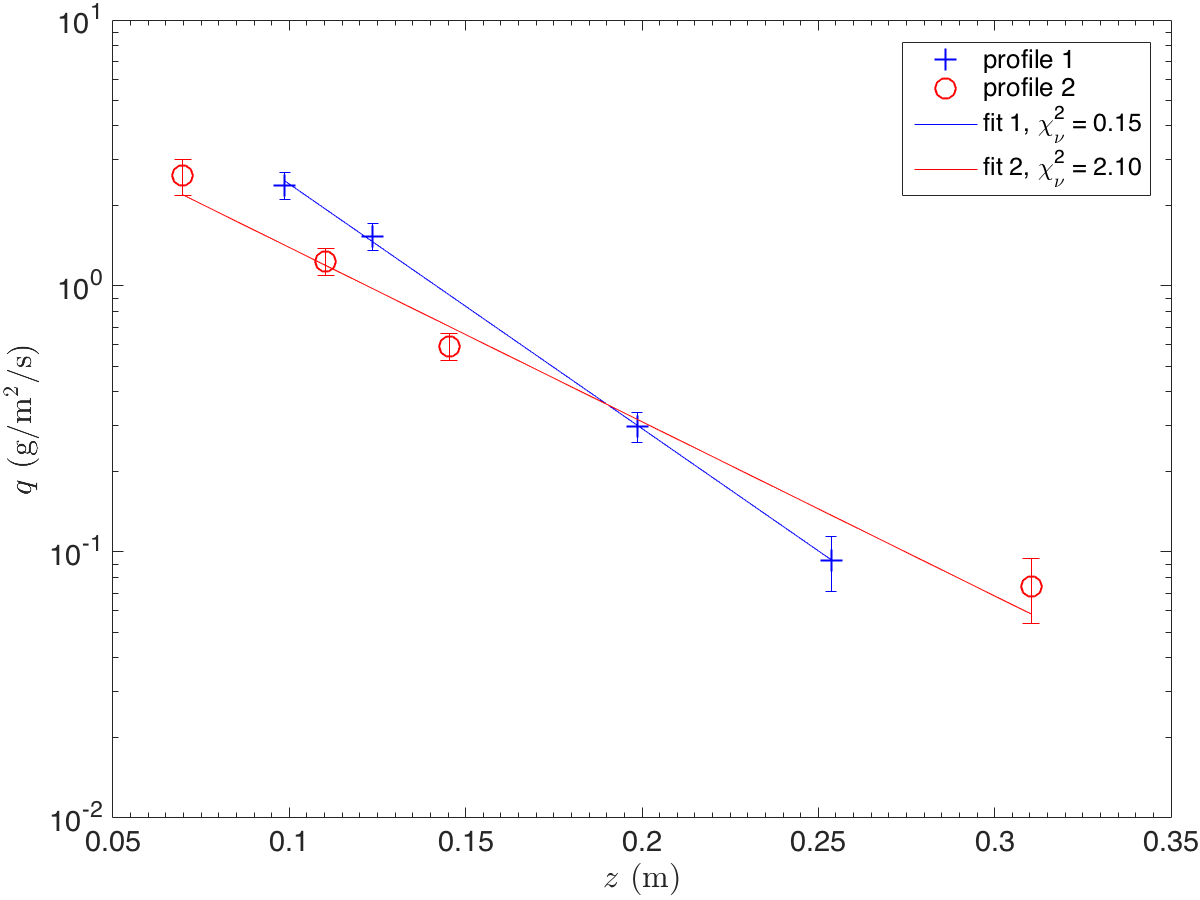 10^1
10^0
10^-1
10^-2
q (g/m^2/s)
profile 1
profile 2
fit 1, χ_ν^2 = 0.15
fit 2, χ_ν^2 = 2.10
0.05 0.1 0.15 0.2 0.25 0.3 0.35
z (m)